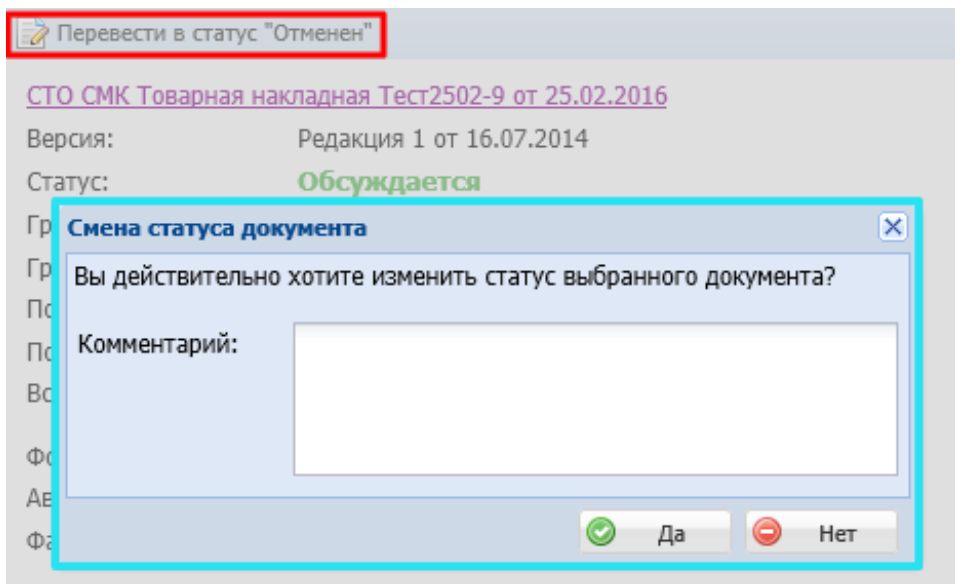 Перевести в статус "Отменен"
СТО СМК Товарная накладная Тест2502-9 от 25.02.2016
Версия: Редакция 1 от 16.07.2014
Статус: Обсуждается
Смена статуса документа
Вы действительно хотите изменить статус выбранного документа?
Комментарий:
Да Нет